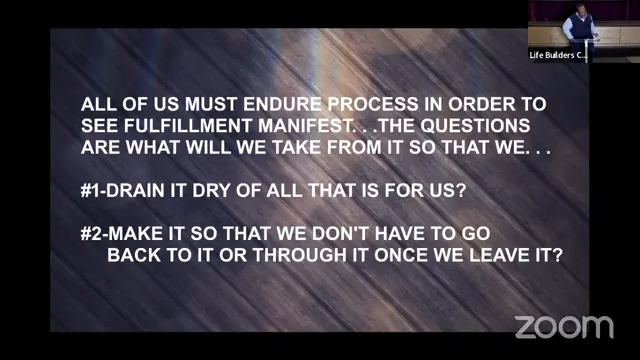 Life Builders C...
ALL OF US MUST ENDURE PROCESS IN ORDER TO
SEE FULFILLMENT MANIFEST. . .THE QUESTIONS
ARE WHAT WILL WE TAKE FROM IT SO THAT WE. . .
#1-DRAIN IT DRY OF ALL THAT IS FOR US?
#2-MAKE IT SO THAT WE DON'T HAVE TO GO
BACK TO IT OR THROUGH IT ONCE WE LEAVE IT?
zoom